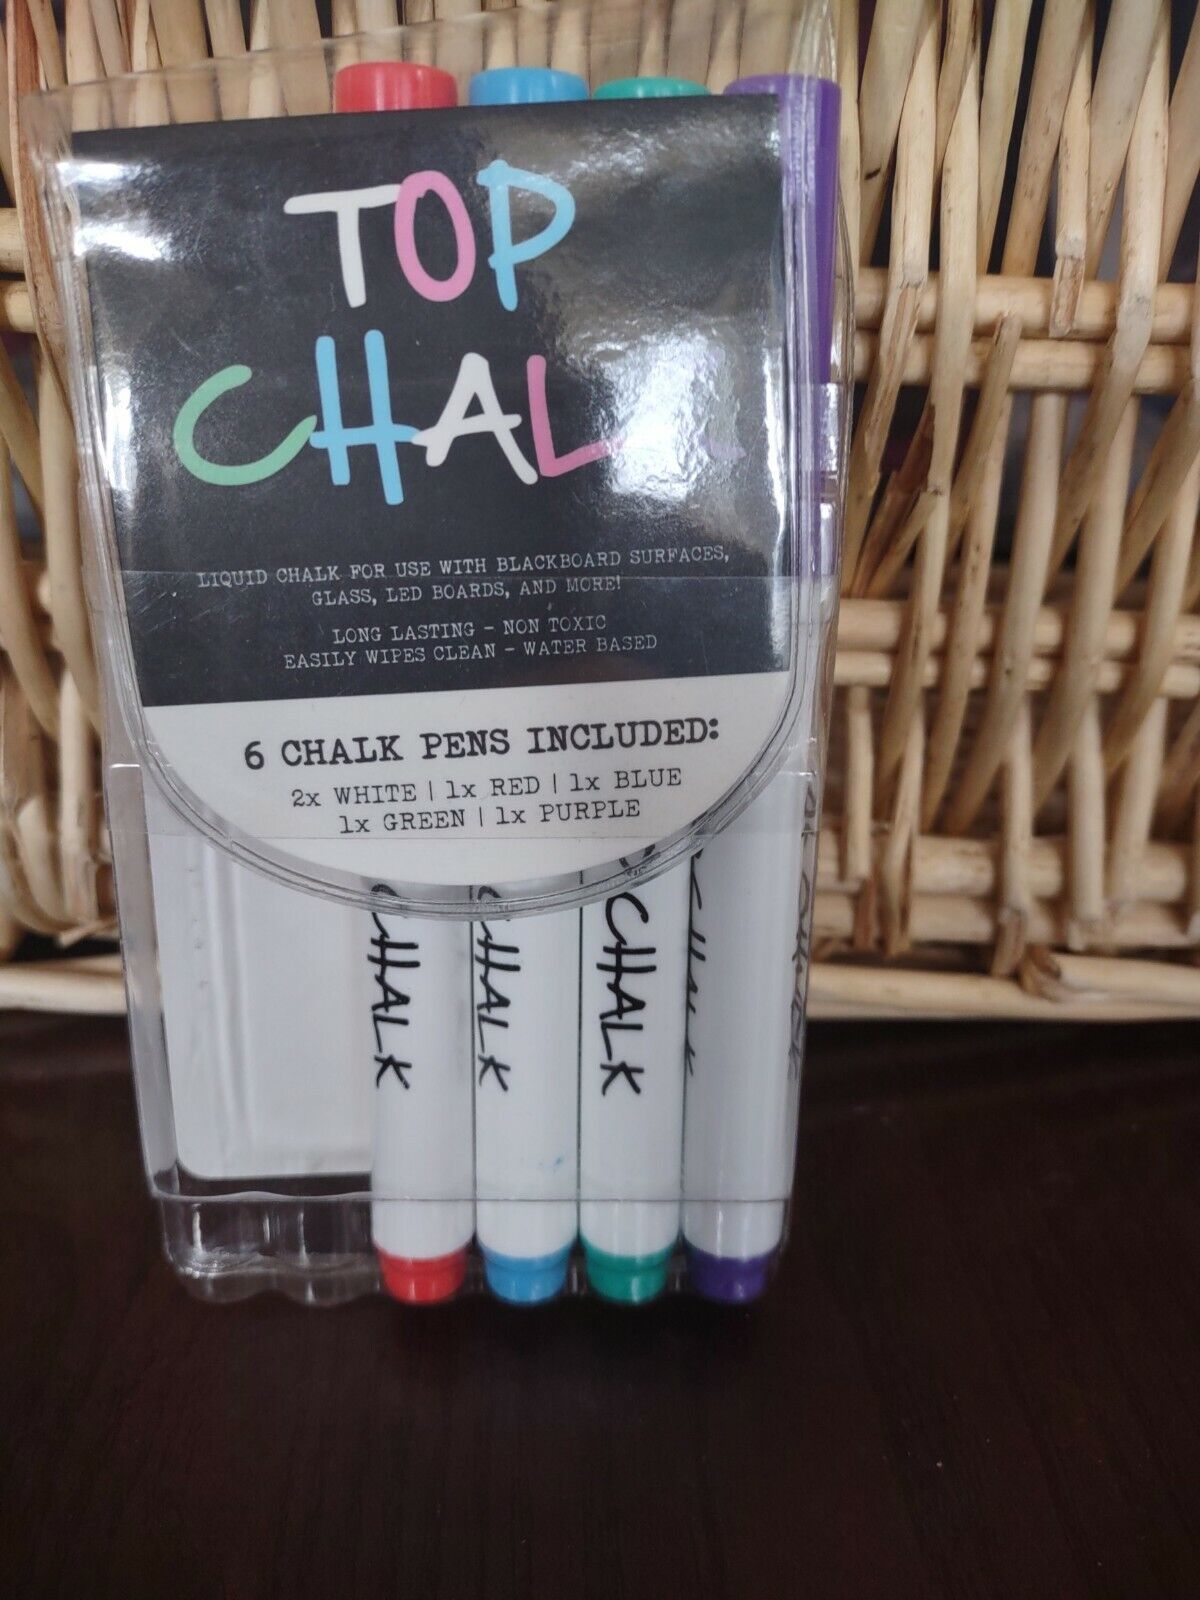 TOP
CHALK
LIQUID CHALK FOR USE WITH BLACKBOARD SURFACES,
GLASS, LED BOARDS, AND MORE!
LONG LASTING - NON TOXIC
EASILY WIPES CLEAN - WATER BASED
6 CHALK PENS INCLUDED:
2x WHITE | 1x RED | 1x BLUE
1x GREEN | 1x PURPLE
CHALK
CHALK
CHALK
CHALK